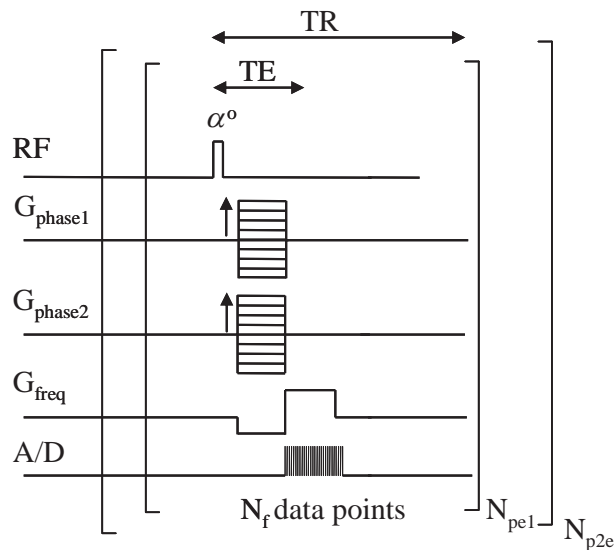 TR
TE
α°
RF
G_phase1
G_phase2
G_freq
A/D
N_f data points
N_pe1
N_p2e